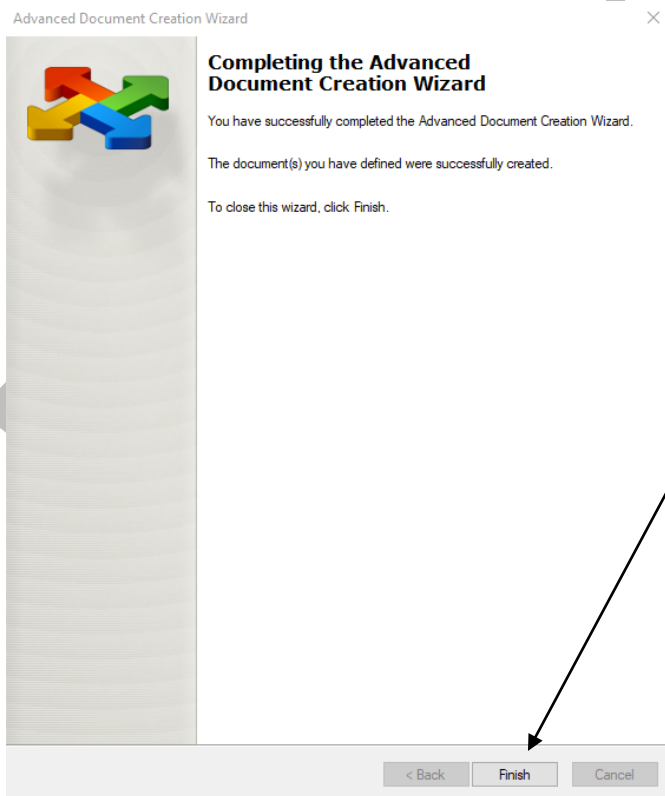 Advanced Document Creation Wizard
Completing the Advanced
Document Creation Wizard
You have successfully completed the Advanced Document Creation Wizard.
The document(s) you have defined were successfully created.
To close this wizard, click Finish.
< Back Finish Cancel